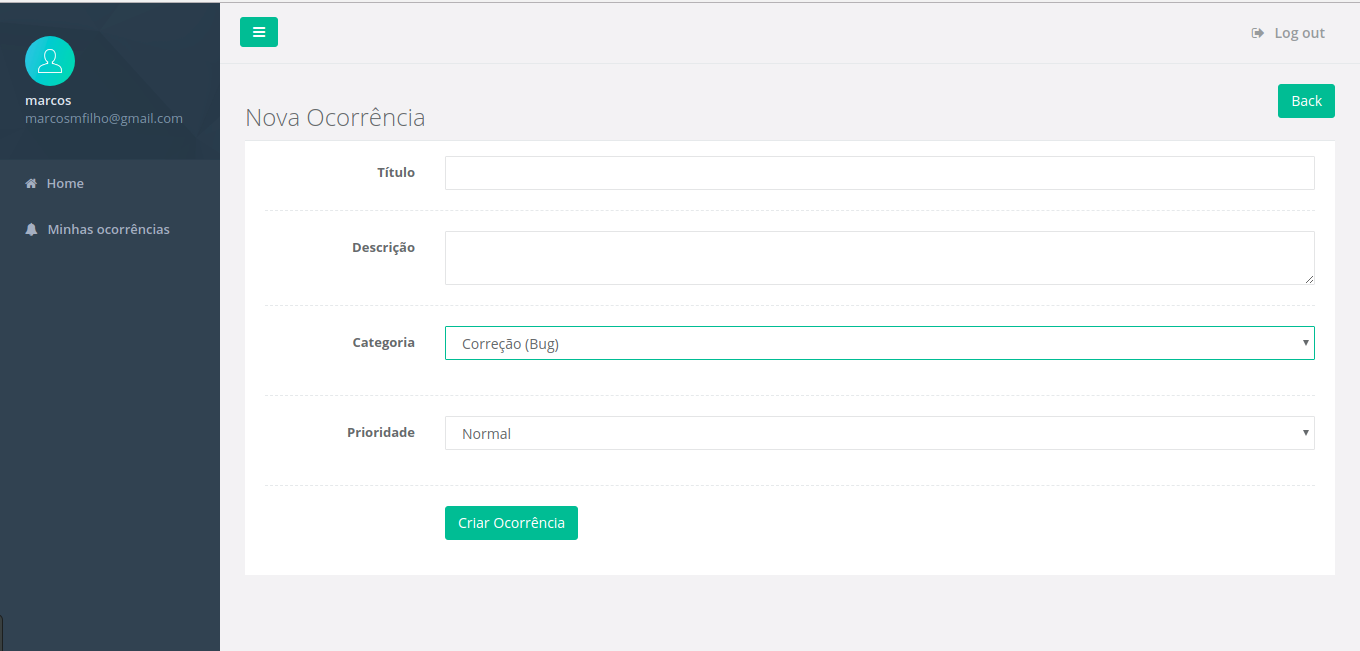 Log out
marcos
marcosmfilho@gmail.com
Home
Minhas ocorrências
Back
Nova Ocorrência
Título
Descrição
Categoria
Correção (Bug)
Prioridade
Normal
Criar Ocorrência